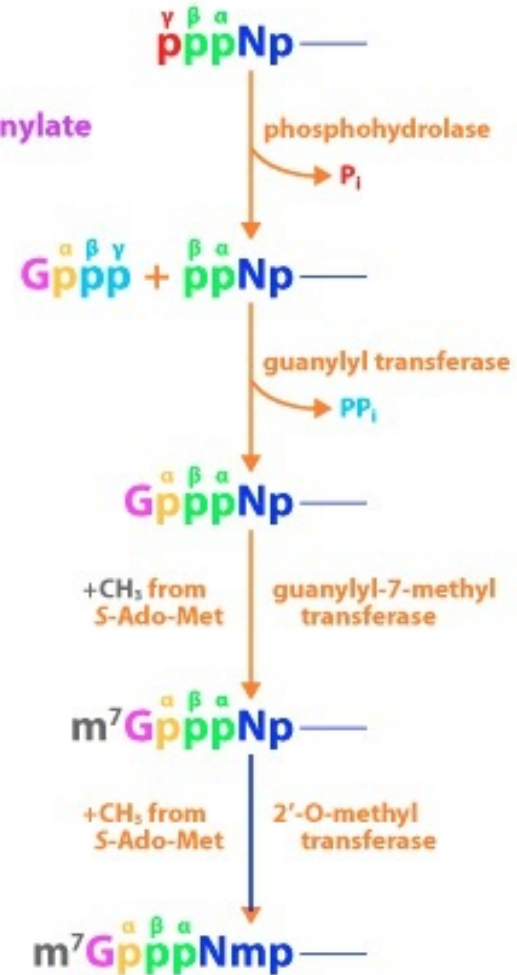 γ β α
pppNp
nylate
phosphohydrolase
Pi
α β γ β α
Gppp + ppNp
guanylyl transferase
PPi
α β α
GpppNp
+CH₃ from
S-Ado-Met
guanylyl-7-methyl
transferase
α β α
m⁷GpppNp
+CH₃ from
S-Ado-Met
2′-O-methyl
transferase
α β α
m⁷GpppNmp